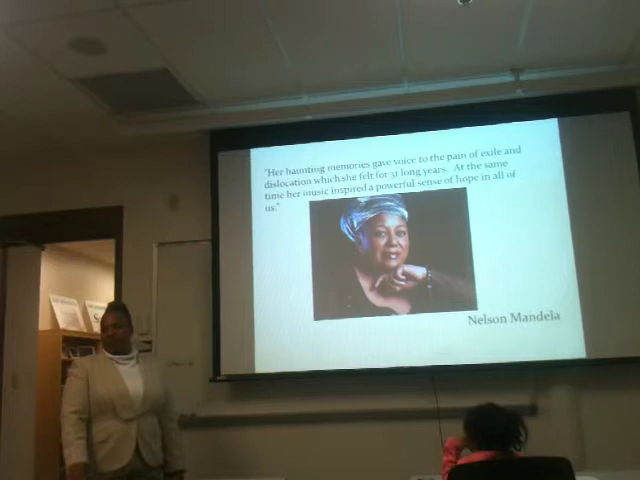 "Her haunting memories gave voice to the pain of exile and
dislocation which she felt for 31 long years.  At the same
time her music inspired a powerful sense of hope in all of
us."
Nelson Mandela